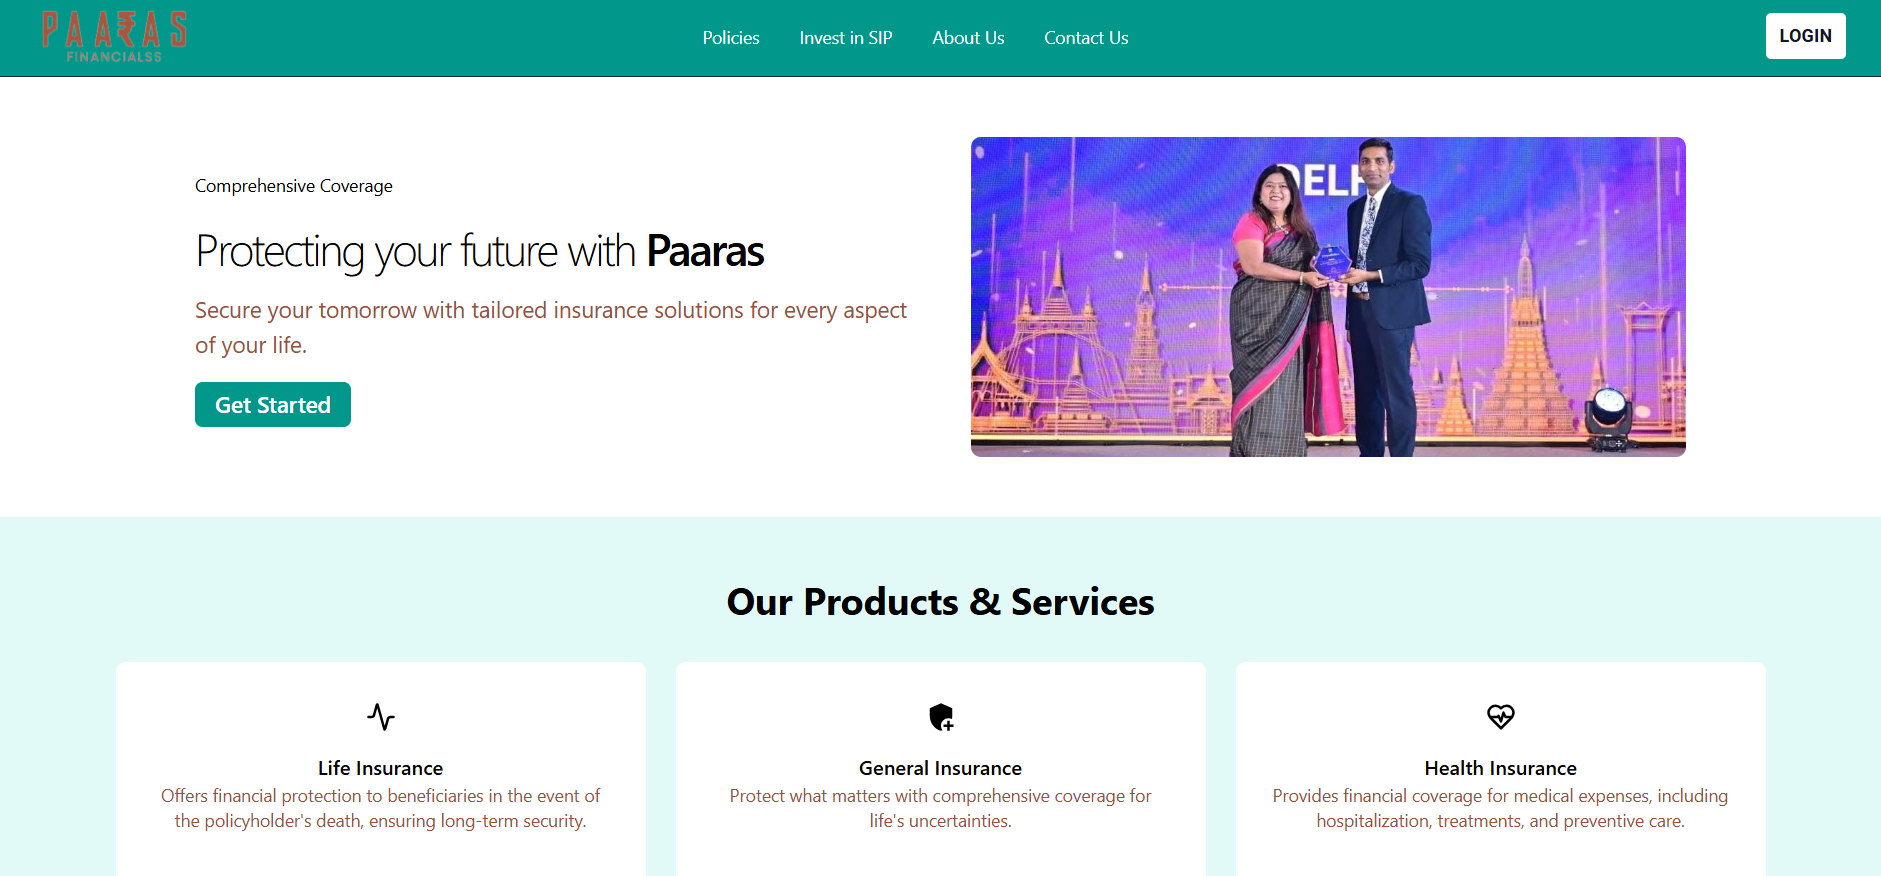 PAA₹AS
FINANCIALSS
Policies
Invest in SIP
About Us
Contact Us
LOGIN
Comprehensive Coverage
Protecting your future with Paaras
Secure your tomorrow with tailored insurance solutions for every aspect
of your life.
Get Started
DELH
Our Products & Services
Life Insurance
Offers financial protection to beneficiaries in the event of
the policyholder's death, ensuring long-term security.
General Insurance
Protect what matters with comprehensive coverage for
life's uncertainties.
Health Insurance
Provides financial coverage for medical expenses, including
hospitalization, treatments, and preventive care.